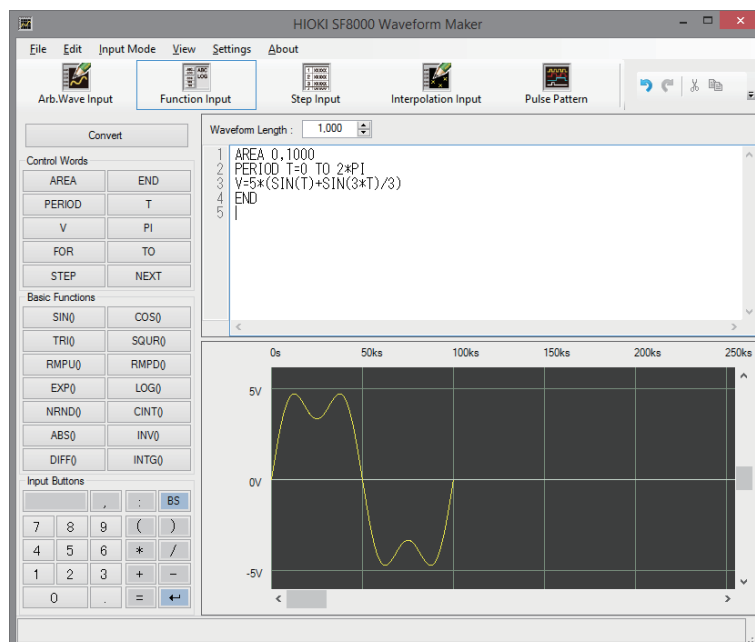 HIOKI SF8000 Waveform Maker
File Edit Input Mode View Settings About
Arb.Wave Input Function Input Step Input Interpolation Input Pulse Pattern
Convert
Waveform Length : 1,000
Control Words
AREA END
PERIOD T
V PI
FOR TO
STEP NEXT
Basic Functions
SIN() COS()
TRI() SQUR()
RMPU() RMPD()
EXP() LOG()
NRND() CINT()
ABS() INV()
DIFF() INTG()
Input Buttons
, : BS
7 8 9 ( )
4 5 6 * /
1 2 3 + -
0 . = ↵
1 AREA 0,1000
2 PERIOD T=0 TO 2*PI
3 V=5*(SIN(T)+SIN(3*T)/3)
4 END
5
0s 50ks 100ks 150ks 200ks 250ks
5V
0V
-5V